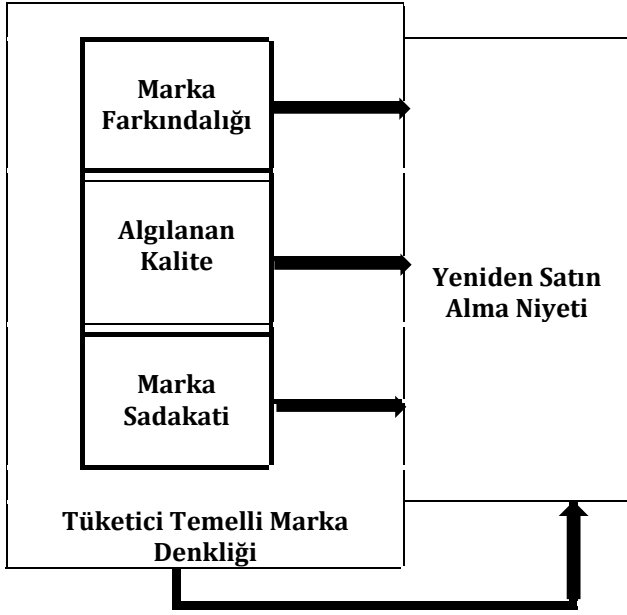 Marka
Farkındalığı
Algılanan
Kalite
Marka
Sadakati
Yeniden Satın
Alma Niyeti
Tüketici Temelli Marka
Denkliği